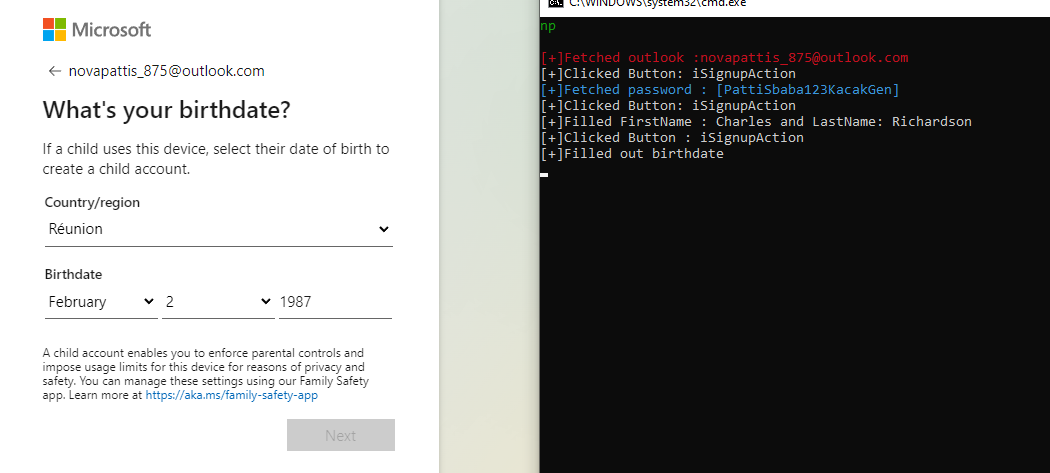 Microsoft
← novapattis_875@outlook.com
What's your birthdate?
If a child uses this device, select their date of birth to
create a child account.
Country/region
Réunion
Birthdate
February 2 1987
A child account enables you to enforce parental controls and
impose usage limits for this device for reasons of privacy and
safety. You can manage these settings using our Family Safety
app. Learn more at https://aka.ms/family-safety-app
Next
C:\WINDOWS\system32\cmd.exe
np
[+]Fetched outlook :novapattis_875@outlook.com
[+]Clicked Button: iSignupAction
[+]Fetched password : [PattiSbaba123KacakGen]
[+]Clicked Button: iSignupAction
[+]Filled FirstName : Charles and LastName: Richardson
[+]Clicked Button : iSignupAction
[+]Filled out birthdate